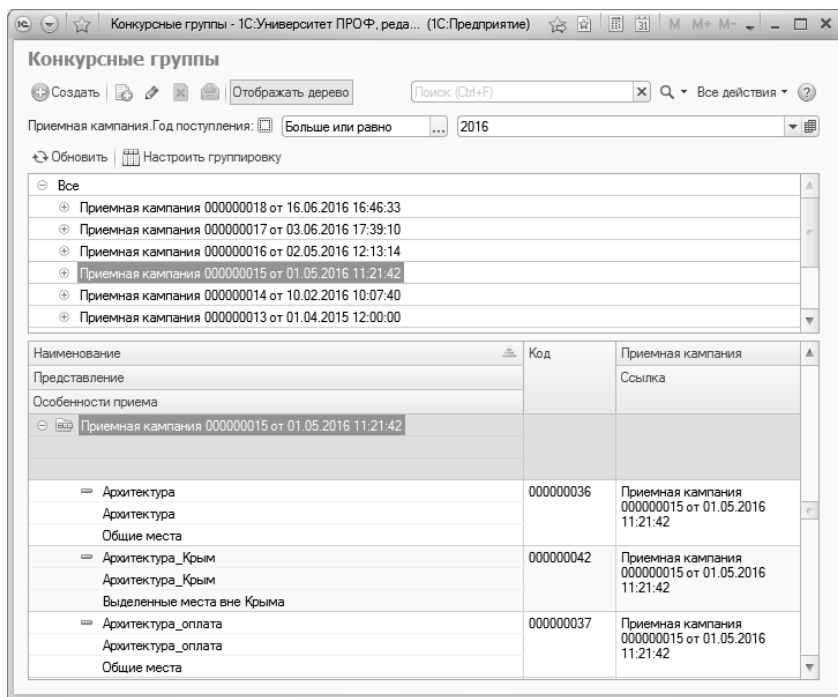 Конкурсные группы - 1С:Университет ПРОФ, реда... (1С:Предприятие) 31 M M+ M-
Конкурсные группы
Создать Отображать дерево Поиск (Ctrl+F) Все действия ?
Приемная кампания.Год поступления: Больше или равно ... 2016
Обновить Настроить группировку
Все
Приемная кампания 000000018 от 16.06.2016 16:46:33
Приемная кампания 000000017 от 03.06.2016 17:39:10
Приемная кампания 000000016 от 02.05.2016 12:13:14
Приемная кампания 000000015 от 01.05.2016 11:21:42
Приемная кампания 000000014 от 10.02.2016 10:07:40
Приемная кампания 000000013 от 01.04.2015 12:00:00
Наименование Код Приемная кампания
Представление Ссылка
Особенности приема
Приемная кампания 000000015 от 01.05.2016 11:21:42
Архитектура 000000036 Приемная кампания
Архитектура 000000015 от 01.05.2016
Общие места 11:21:42
Архитектура_Крым 000000042 Приемная кампания
Архитектура_Крым 000000015 от 01.05.2016
Выделенные места вне Крыма 11:21:42
Архитектура_оплата 000000037 Приемная кампания
Архитектура_оплата 000000015 от 01.05.2016
Общие места 11:21:42